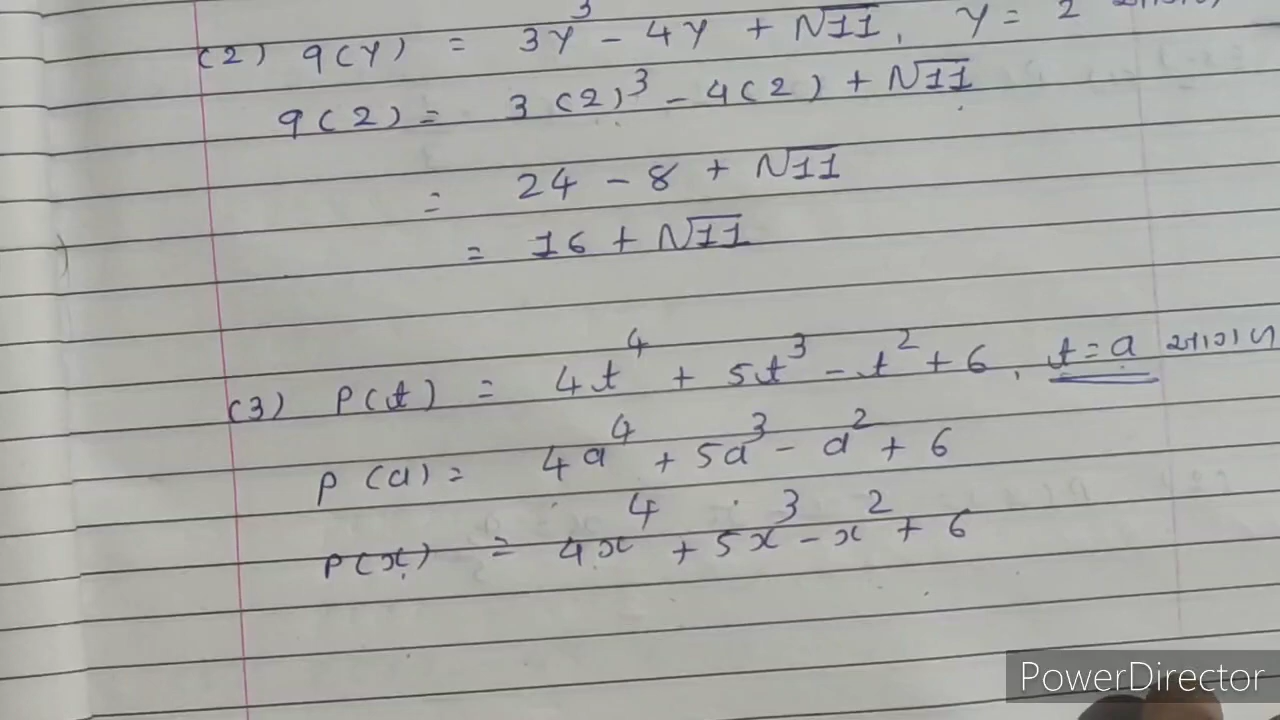 (2) q(y) = 3y³ - 4y + √11, y = 2
q(2) = 3(2)³ - 4(2) + √11
= 24 - 8 + √11
= 16 + √11
(3) P(t) = 4t⁴ + 5t³ - t² + 6, t = a આગળ
P(a) = 4a⁴ + 5a³ - a² + 6
P(x) = 4x⁴ + 5x³ - x² + 6
PowerDirector